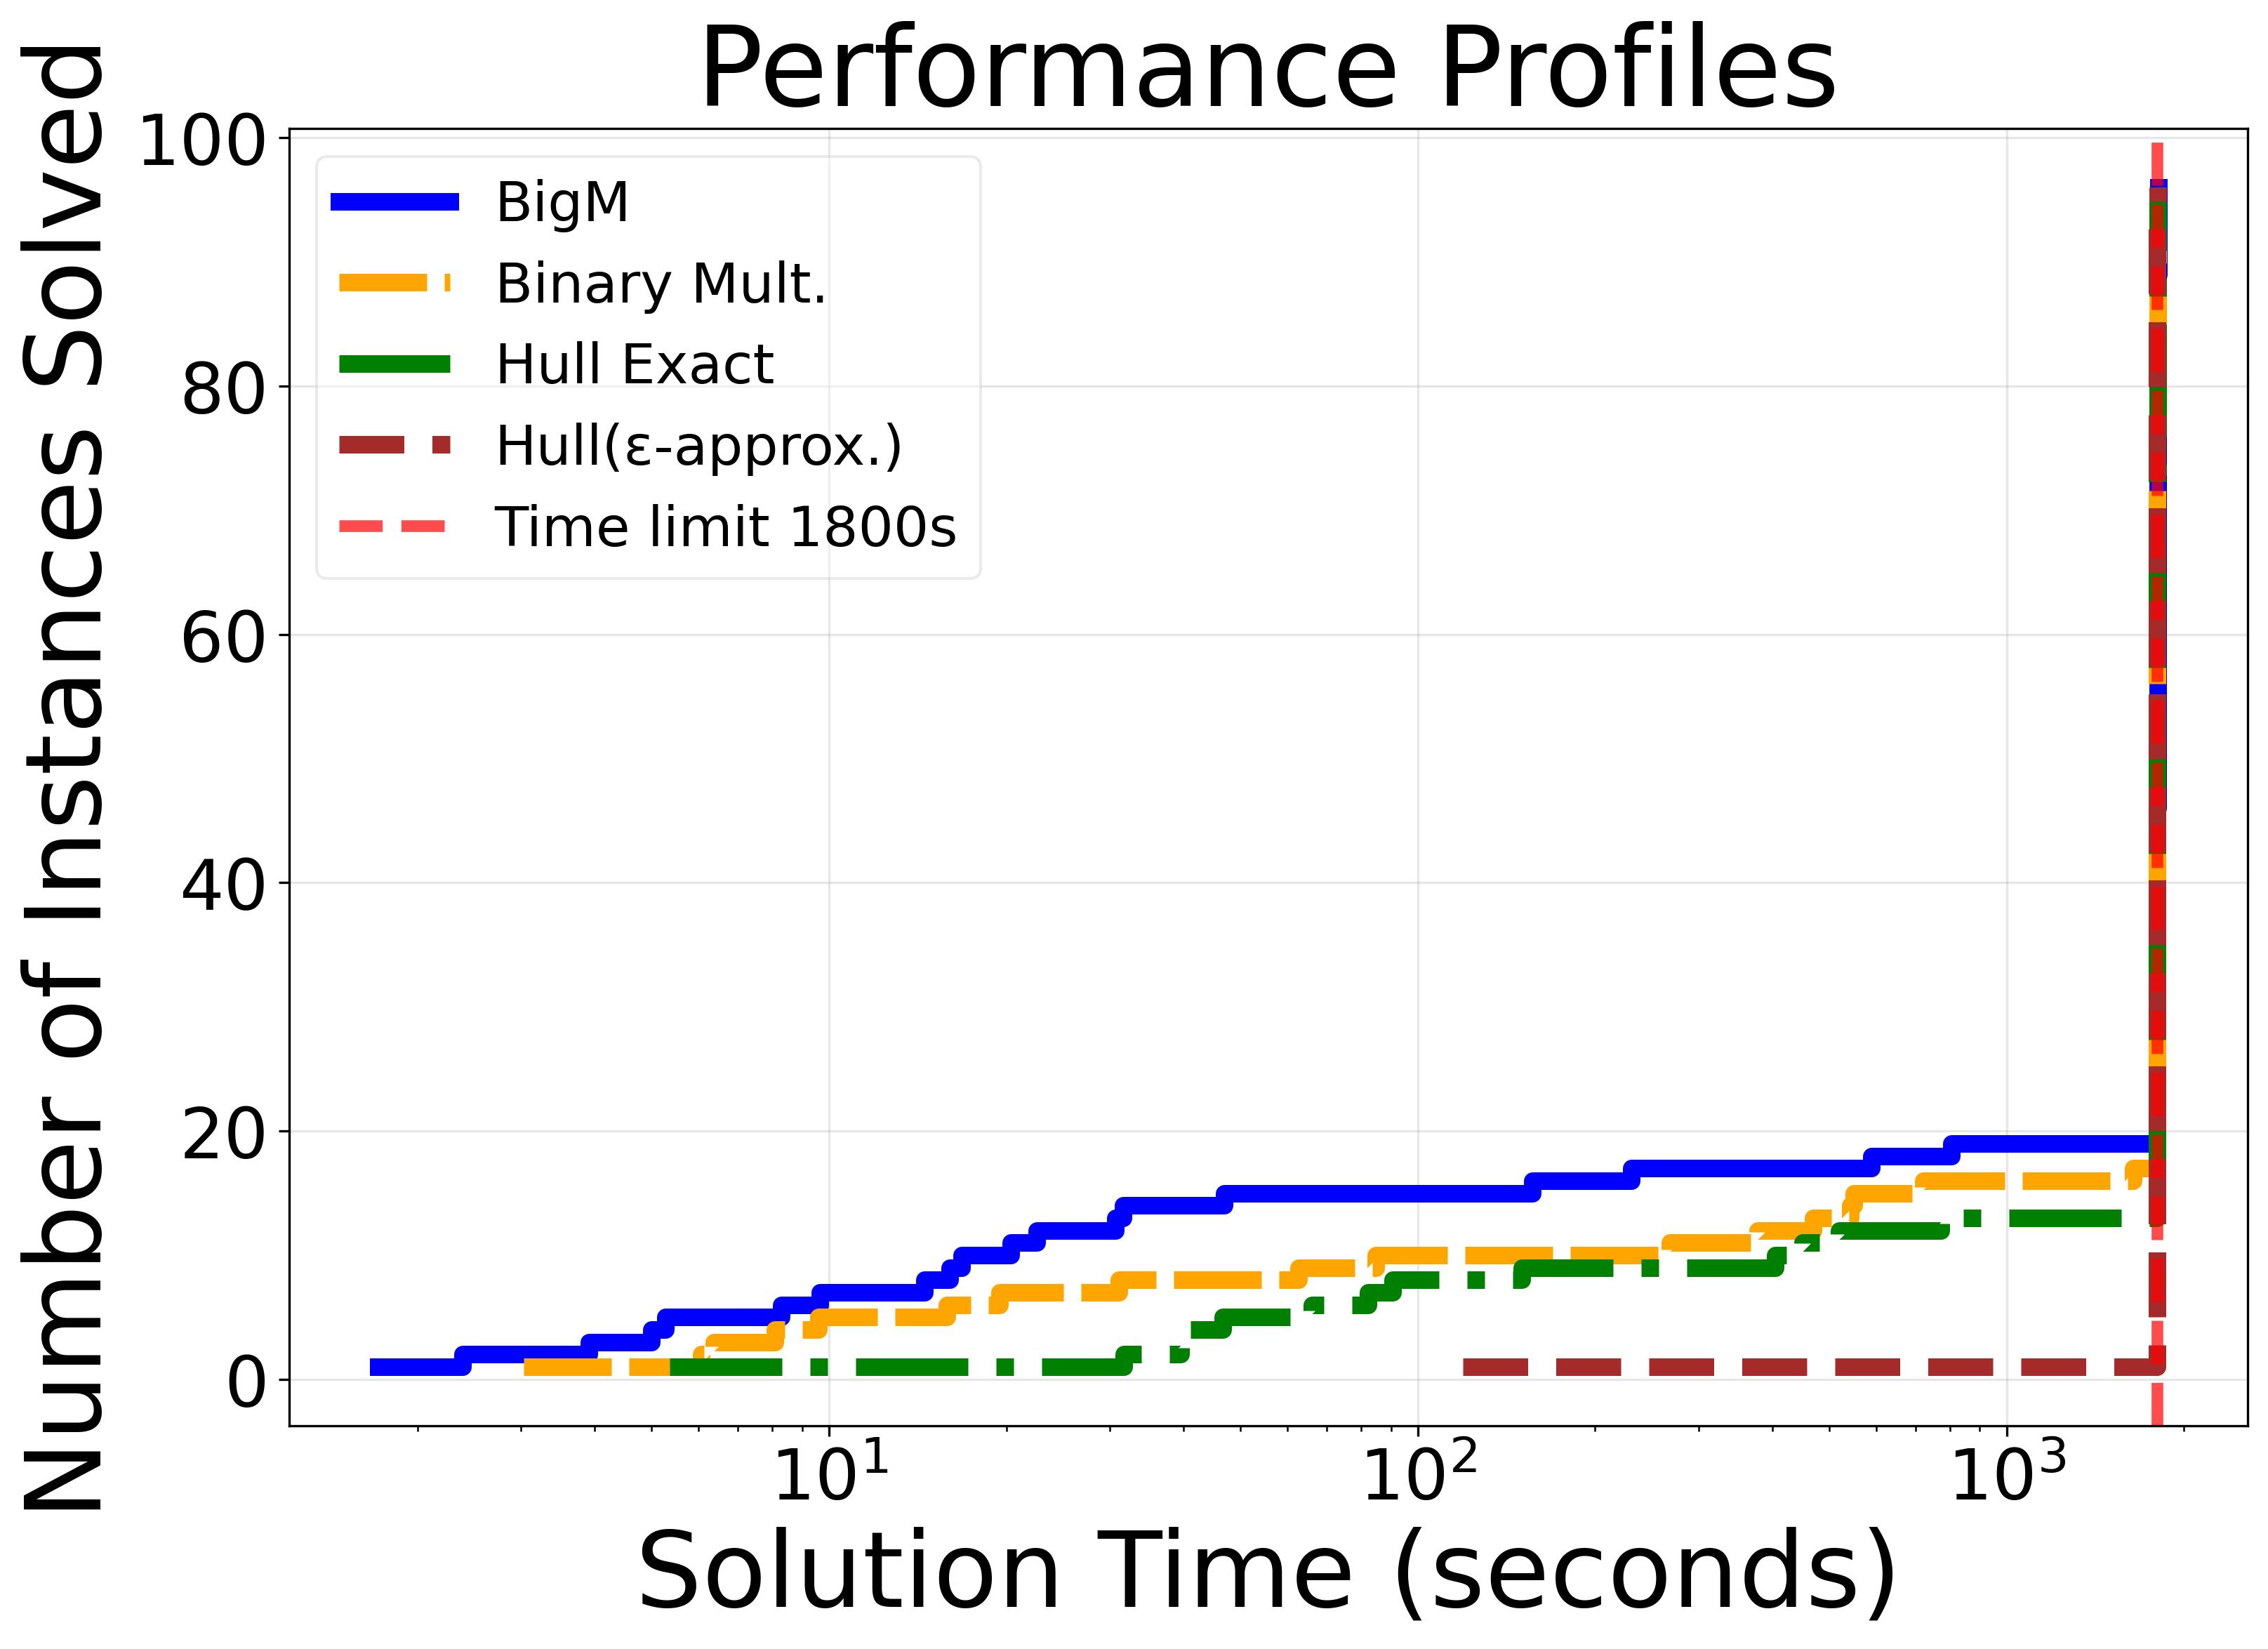 Performance Profiles
Number of Instances Solved
100
80
60
40
20
0
BigM
Binary Mult.
Hull Exact
Hull(ε-approx.)
Time limit 1800s
10¹
10²
10³
Solution Time (seconds)